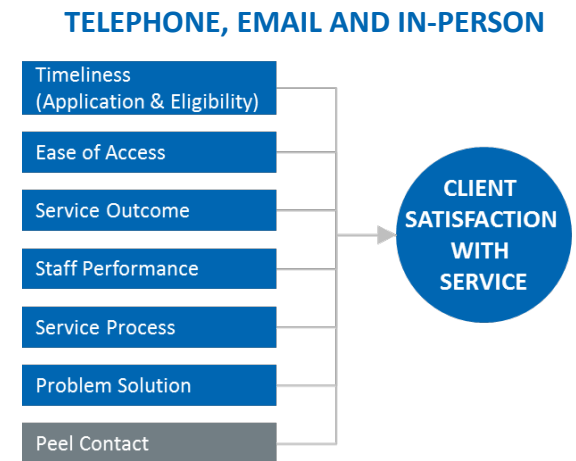 TELEPHONE, EMAIL AND IN-PERSON
Timeliness
(Application & Eligibility)
Ease of Access
Service Outcome
Staff Performance
Service Process
Problem Solution
Peel Contact
CLIENT
SATISFACTION
WITH
SERVICE